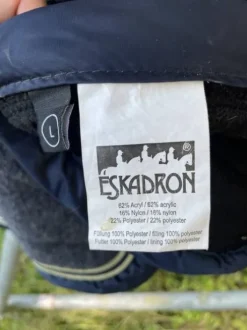 L
ESKADRON
62% Acryl / 62% acrylic
16% Nylos / 16% nylon
22% Polyester / 22% polyester
Füllung 100% Polyester / filling 100% polyester
Futter 100% Polyester / lining 100% polyester